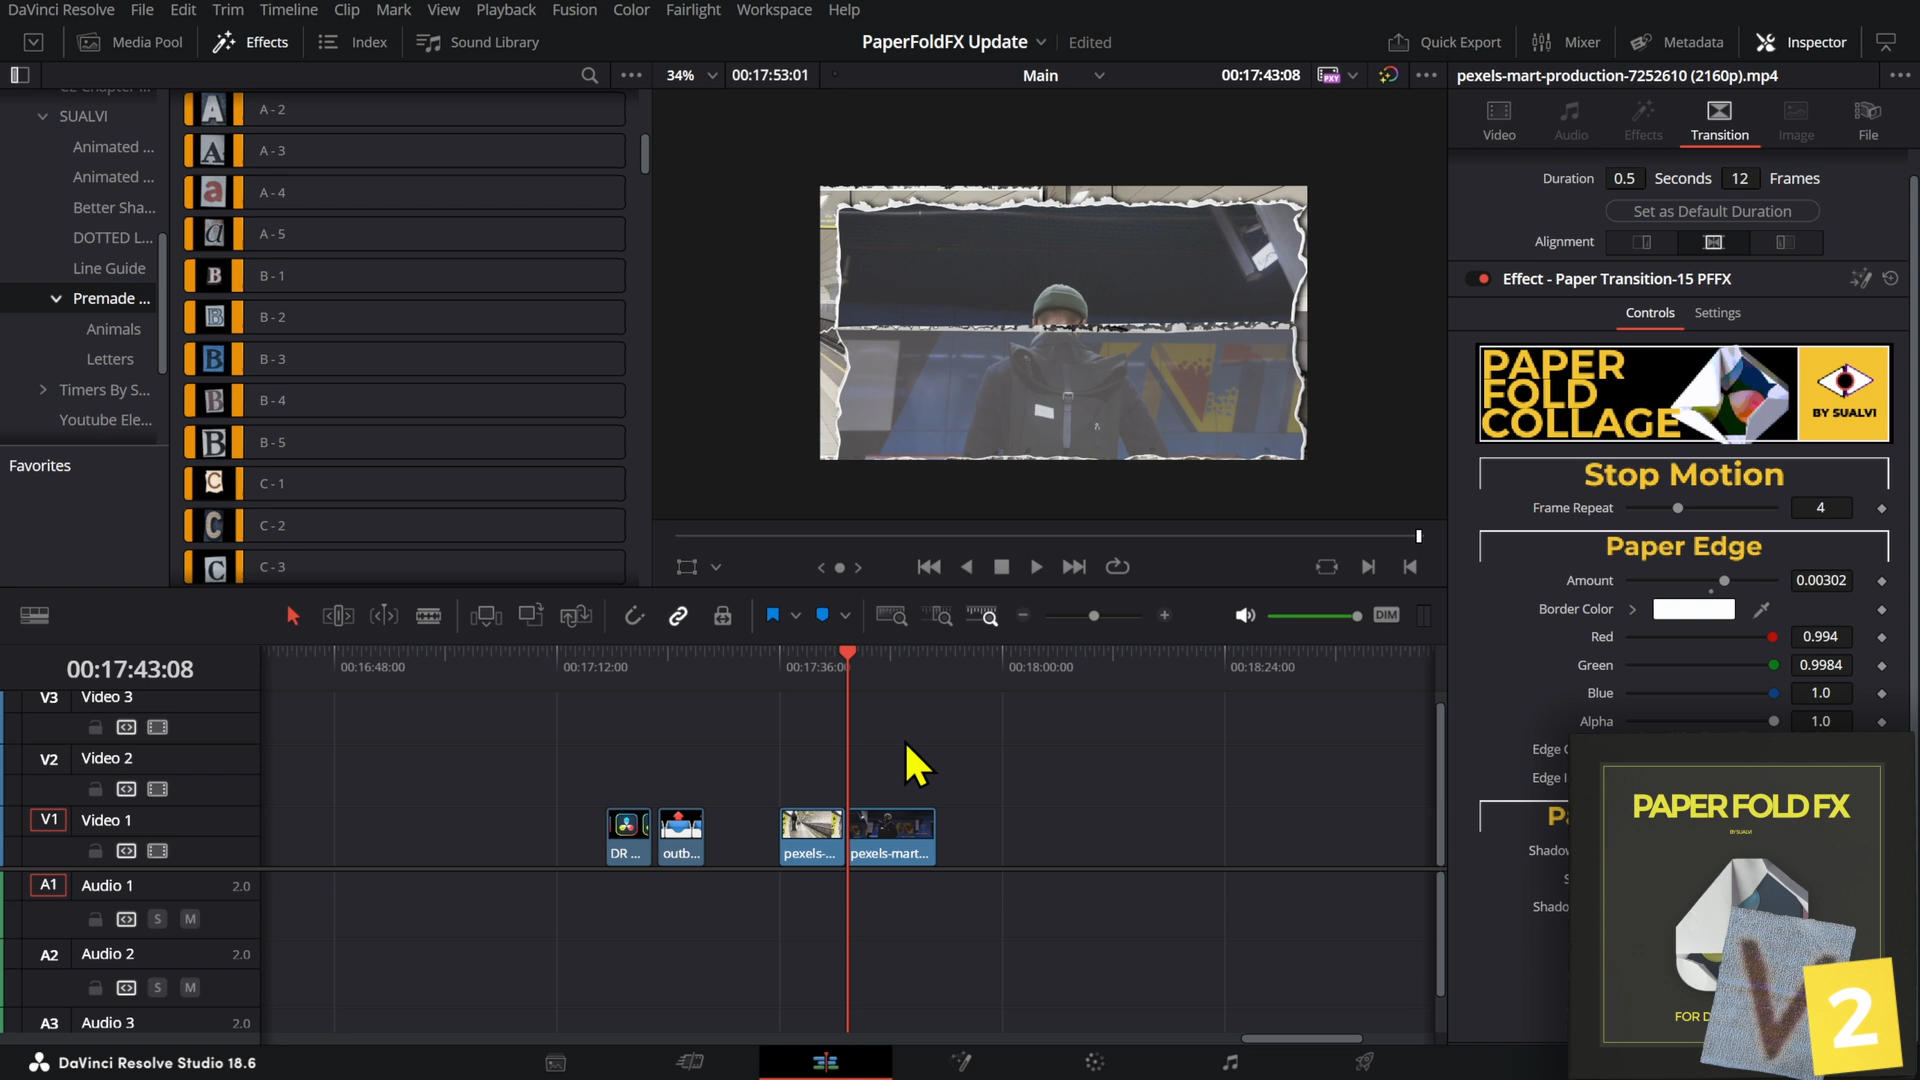 DaVinci Resolve File Edit Trim Timeline Clip Mark View Playback Fusion Color Fairlight Workspace Help
Media Pool Effects Index Sound Library PaperFoldFX Update Edited Quick Export Mixer Metadata Inspector
34% 00:17:53:01 Main 00:17:43:08 PXY pexels-mart-production-7252610 (2160p).mp4
SUALVI
Animated ...
Animated ...
Better Sha...
DOTTED L...
Line Guide
Premade ...
Animals
Letters
Timers By S...
Youtube Ele...
Favorites
A - 2
A - 3
A - 4
A - 5
B - 1
B - 2
B - 3
B - 4
B - 5
C - 1
C - 2
C - 3
Video Audio Effects Transition Image File
Duration 0.5 Seconds 12 Frames
Set as Default Duration
Alignment
Effect - Paper Transition-15 PFFX
Controls Settings
PAPER
FOLD
COLLAGE
BY SUALVI
Stop Motion
Frame Repeat 4
Paper Edge
Amount 0.00302
Border Color
Red 0.994
Green 0.9984
Blue 1.0
Alpha 1.0
DIM
00:17:43:08
00:16:48:00 00:17:12:00 00:17:36:00 00:18:00:00 00:18:24:00
V3 Video 3
V2 Video 2
V1 Video 1
DR ... outb... pexels-... pexels-mart...
A1 Audio 1 2.0
S M
A2 Audio 2 2.0
S M
A3 Audio 3 2.0
PAPER FOLD FX
BY SUALVI
V
2
DaVinci Resolve Studio 18.6